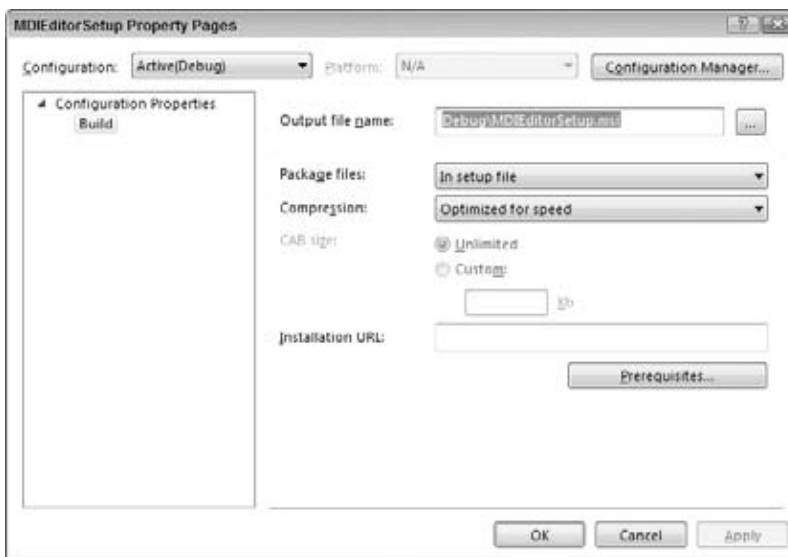 MDIEditorSetup Property Pages
Configuration: Active(Debug) Platform: N/A Configuration Manager...
Configuration Properties
Build
Output file name: Debug\MDIEditorSetup.msi ...
Package files: In setup file
Compression: Optimized for speed
CAB size: Unlimited
Custom:
Kb
Installation URL:
Prerequisites...
OK Cancel Apply